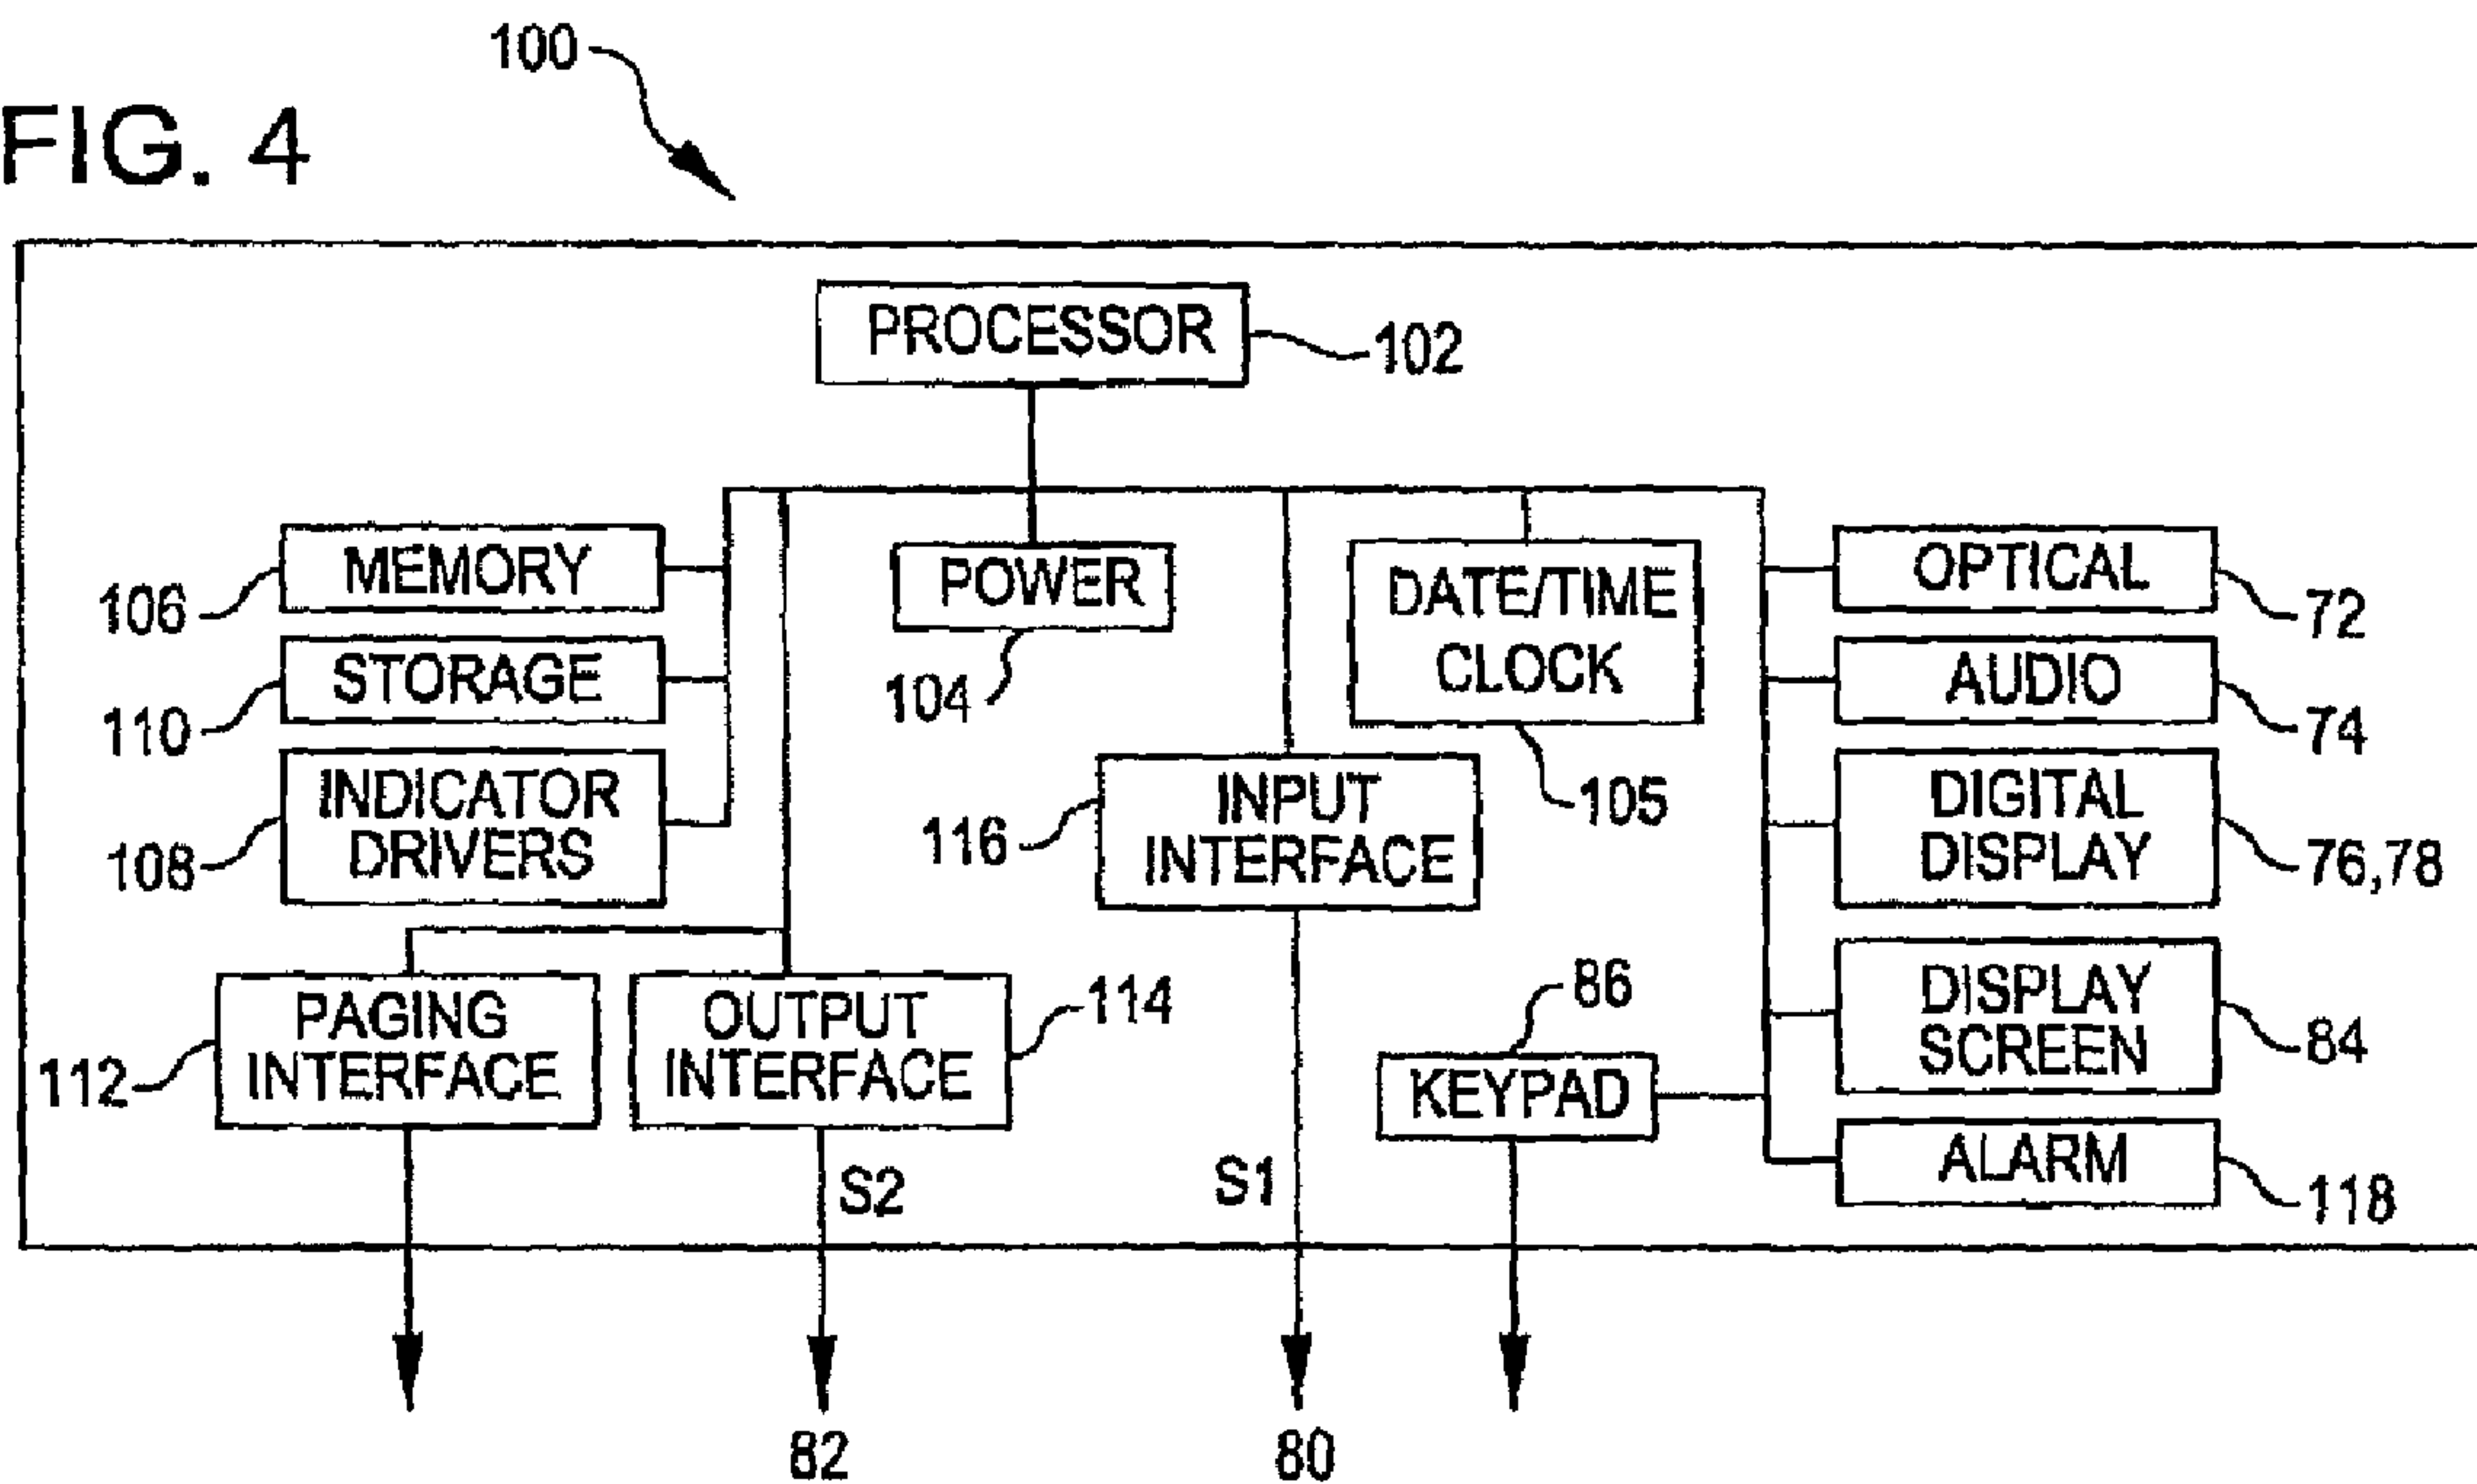 100
FIG. 4
PROCESSOR
102
MEMORY
106
POWER
104
DATE/TIME
CLOCK
105
OPTICAL
72
STORAGE
110
AUDIO
74
INDICATOR
DRIVERS
108
INPUT
INTERFACE
116
DIGITAL
DISPLAY
76,78
PAGING
INTERFACE
112
OUTPUT
INTERFACE
114
86
KEYPAD
DISPLAY
SCREEN
84
ALARM
118
S2
S1
82
80